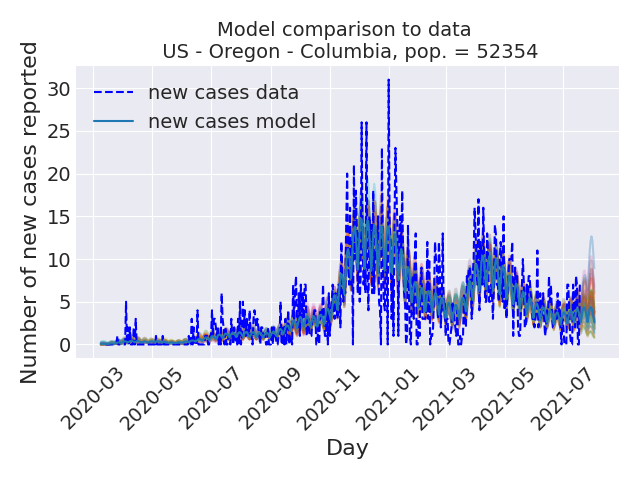 Model comparison to data
US - Oregon - Columbia, pop. = 52354
Number of new cases reported
30
25
20
15
10
5
0
new cases data
new cases model
2020-03
2020-05
2020-07
2020-09
2020-11
2021-01
2021-03
2021-05
2021-07
Day